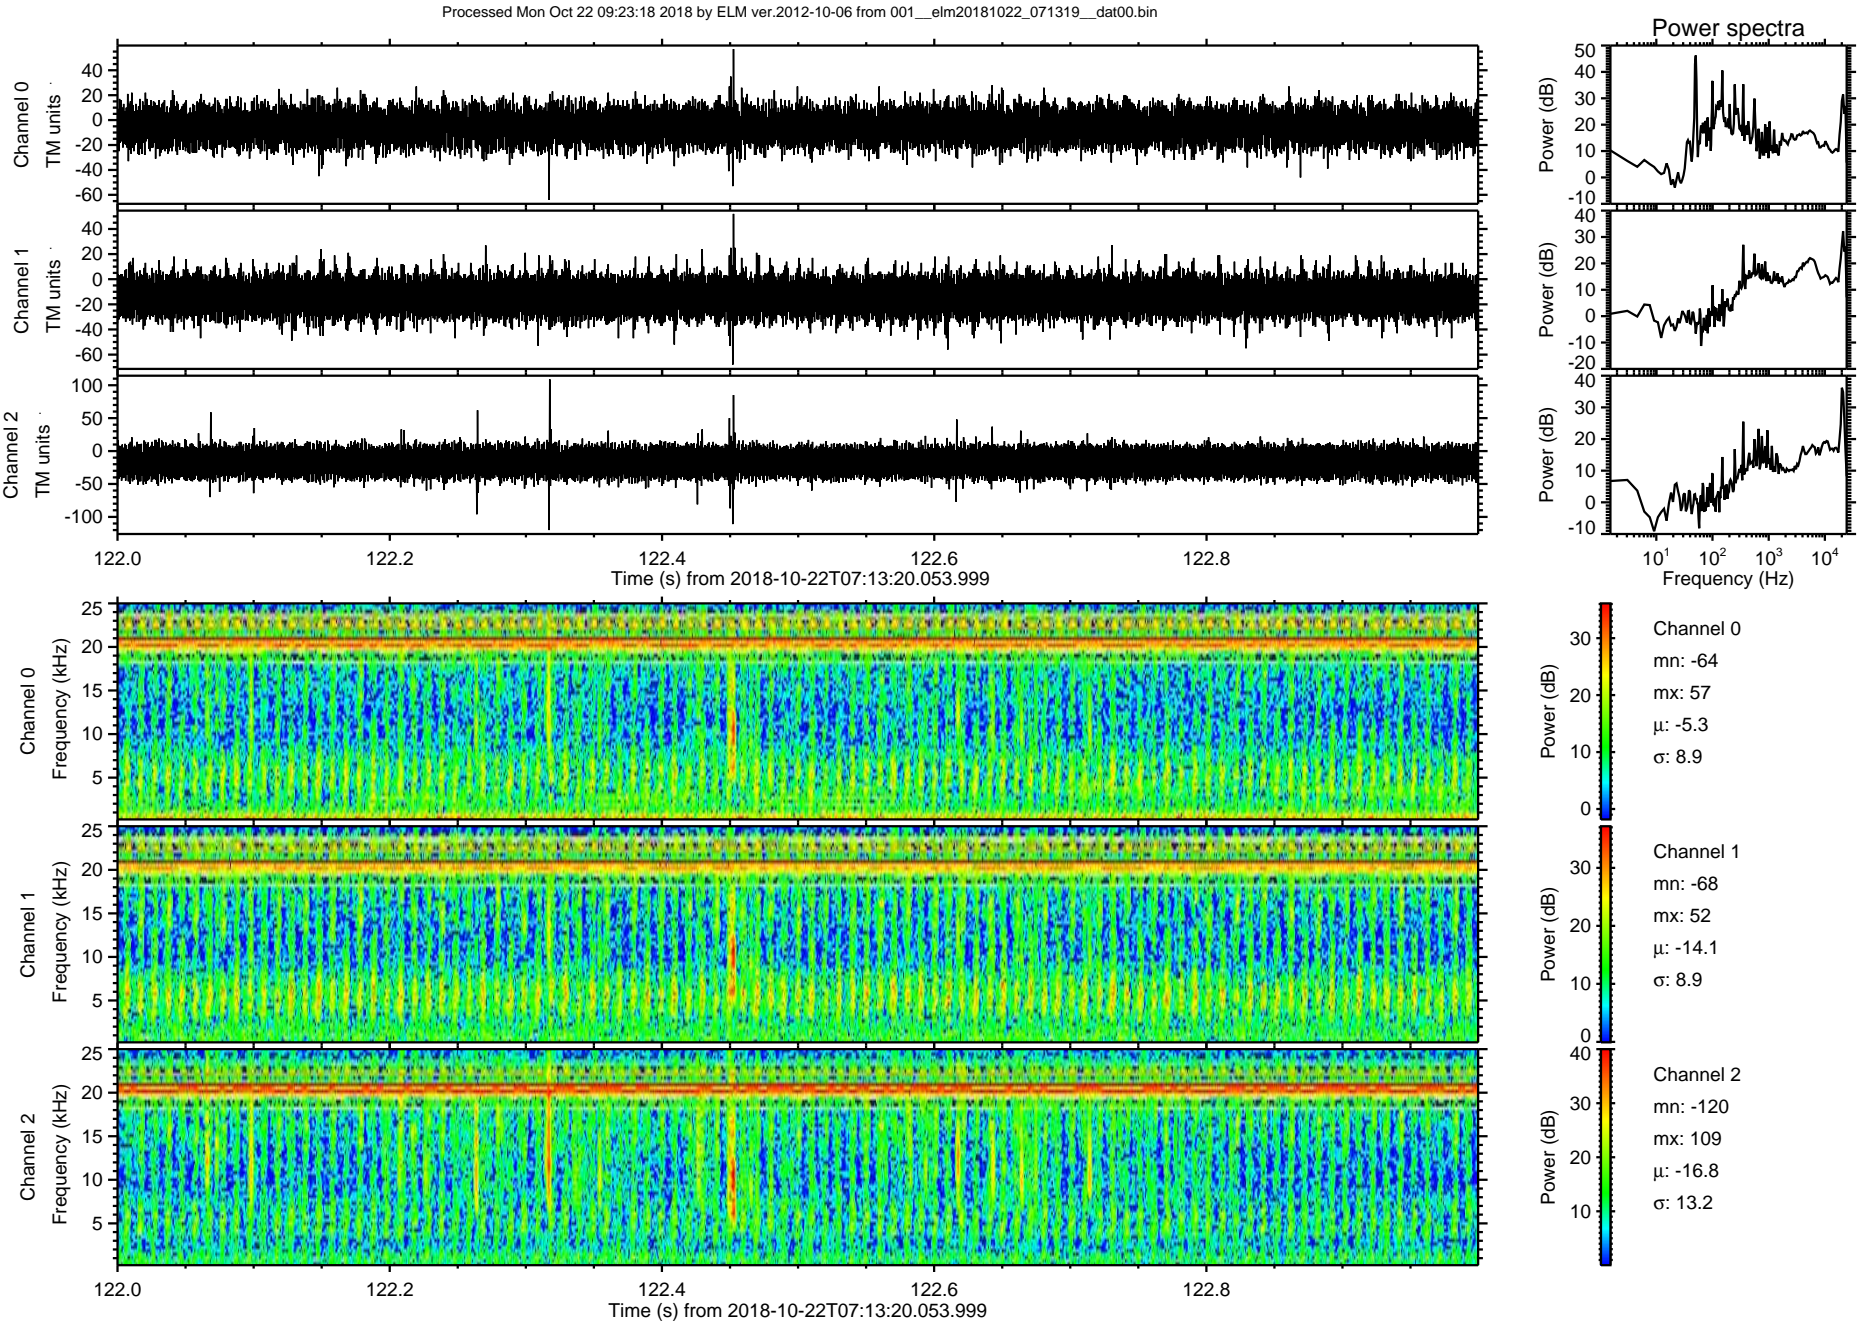 Processed Mon Oct 22 09:23:18 2018 by ELM ver.2012-10-06 from 001__elm20181022_071319__dat00.bin
Power spectra
Channel 0
TM units
40
20
0
-20
-40
-60
Power (dB)
50
40
30
20
10
0
-10
Channel 1
TM units
40
20
0
-20
-40
-60
Power (dB)
40
30
20
10
0
-10
-20
Channel 2
TM units
100
50
0
-50
-100
Power (dB)
40
30
20
10
0
-10
122.0 122.2 122.4 122.6 122.8
Time (s) from 2018-10-22T07:13:20.053.999
10¹ 10² 10³ 10⁴
Frequency (Hz)
Channel 0
Frequency (kHz)
25
20
15
10
5
Power (dB)
30
20
10
0
Channel 0
mn: -64
mx: 57
μ: -5.3
σ: 8.9
Channel 1
Frequency (kHz)
25
20
15
10
5
Power (dB)
30
20
10
0
Channel 1
mn: -68
mx: 52
μ: -14.1
σ: 8.9
Channel 2
Frequency (kHz)
25
20
15
10
5
Power (dB)
40
30
20
10
Channel 2
mn: -120
mx: 109
μ: -16.8
σ: 13.2
122.0 122.2 122.4 122.6 122.8
Time (s) from 2018-10-22T07:13:20.053.999